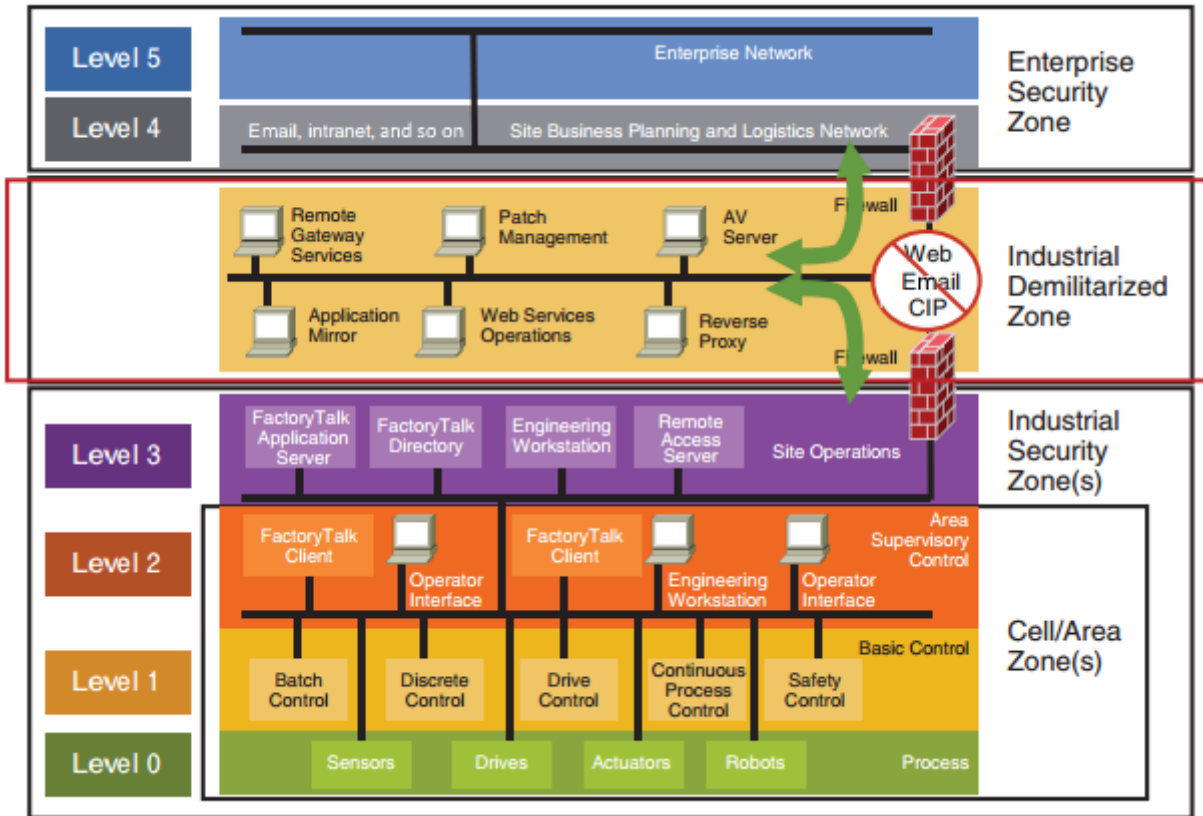 Level 5
Enterprise Network
Enterprise
Security
Zone
Level 4
Email, intranet, and so on
Site Business Planning and Logistics Network
Firewall
Remote
Gateway
Services
Patch
Management
AV
Server
Web
Email
CIP
Industrial
Demilitarized
Zone
Application
Mirror
Web Services
Operations
Reverse
Proxy
Firewall
Level 3
FactoryTalk
Application
Server
FactoryTalk
Directory
Engineering
Workstation
Remote
Access
Server
Site Operations
Industrial
Security
Zone(s)
Level 2
FactoryTalk
Client
Operator
Interface
FactoryTalk
Client
Engineering
Workstation
Operator
Interface
Area
Supervisory
Control
Cell/Area
Zone(s)
Level 1
Basic Control
Batch
Control
Discrete
Control
Drive
Control
Continuous
Process
Control
Safety
Control
Level 0
Sensors
Drives
Actuators
Robots
Process